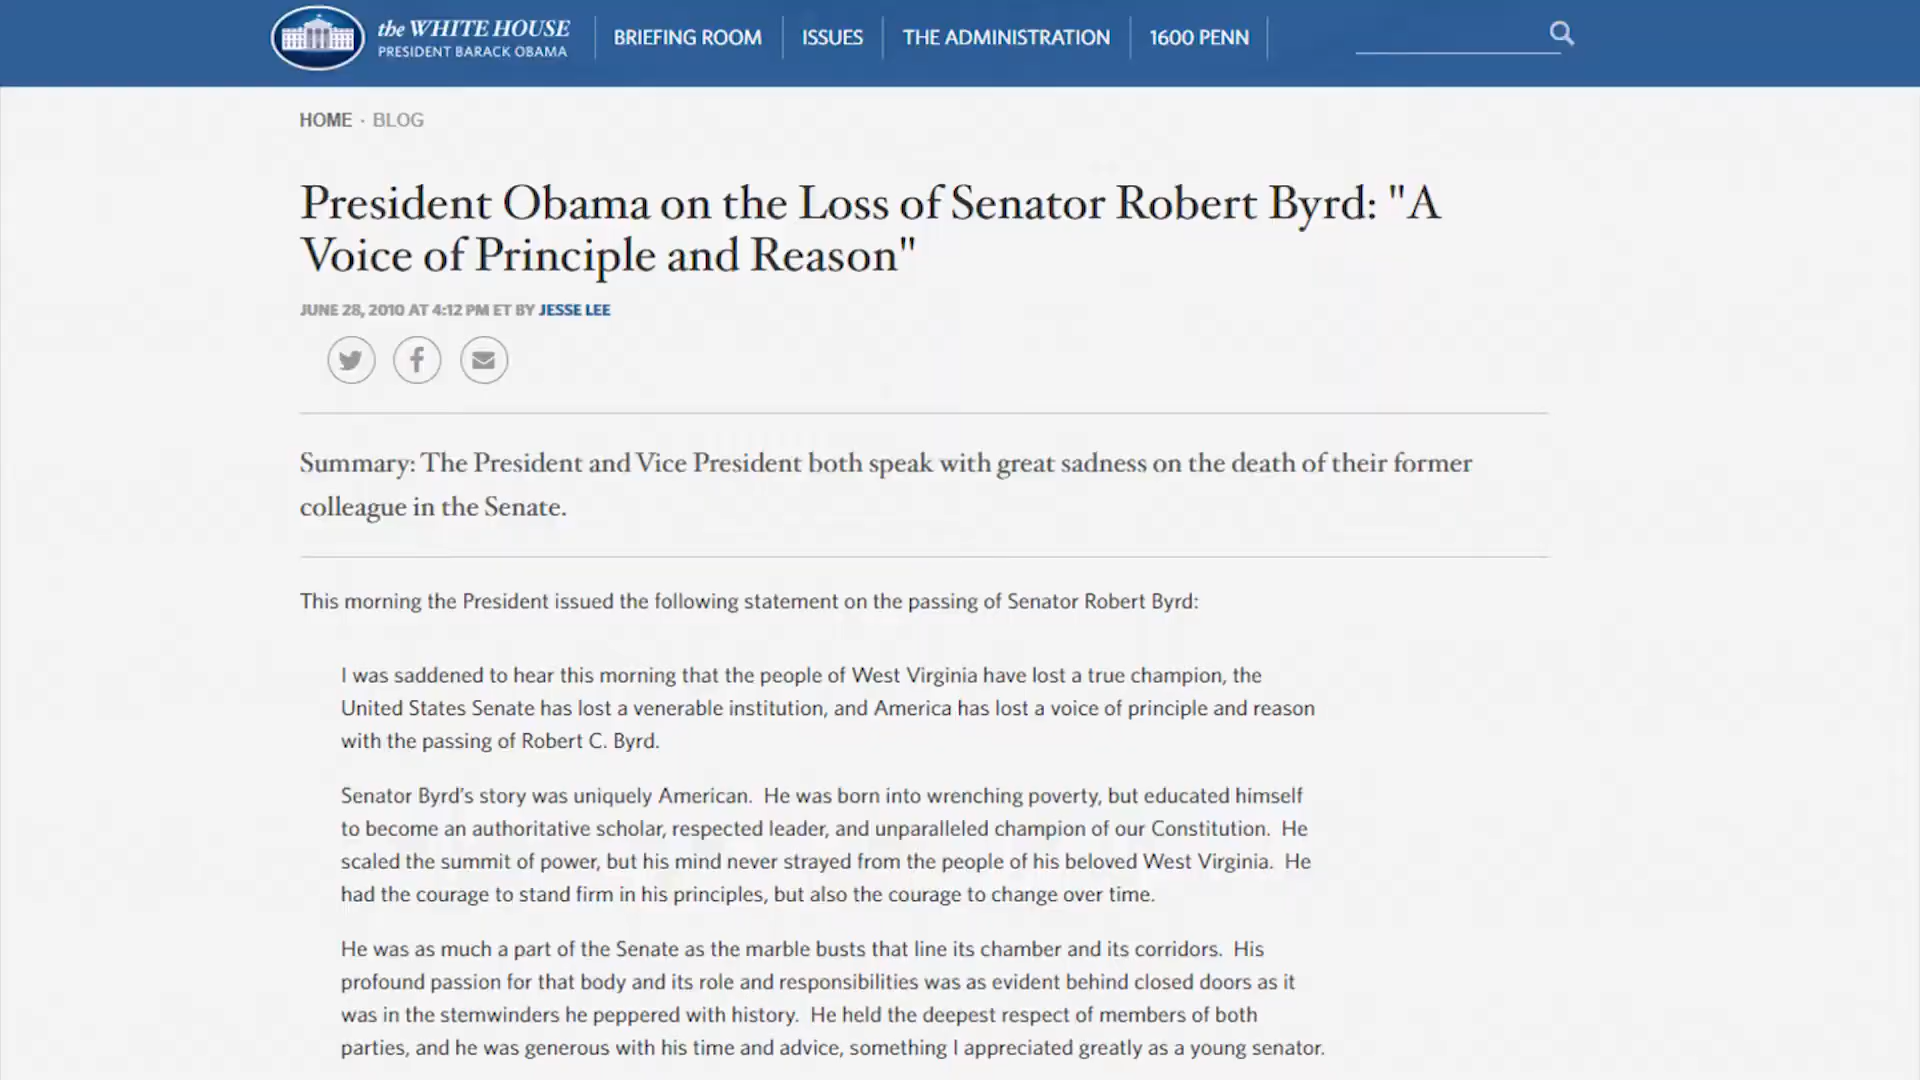 the WHITE HOUSE
PRESIDENT BARACK OBAMA
BRIEFING ROOM
ISSUES
THE ADMINISTRATION
1600 PENN
HOME · BLOG
President Obama on the Loss of Senator Robert Byrd: "A
Voice of Principle and Reason"
JUNE 28, 2010 AT 4:12 PM ET BY JESSE LEE
Summary: The President and Vice President both speak with great sadness on the death of their former
colleague in the Senate.
This morning the President issued the following statement on the passing of Senator Robert Byrd:
I was saddened to hear this morning that the people of West Virginia have lost a true champion, the
United States Senate has lost a venerable institution, and America has lost a voice of principle and reason
with the passing of Robert C. Byrd.
Senator Byrd's story was uniquely American.  He was born into wrenching poverty, but educated himself
to become an authoritative scholar, respected leader, and unparalleled champion of our Constitution.  He
scaled the summit of power, but his mind never strayed from the people of his beloved West Virginia.  He
had the courage to stand firm in his principles, but also the courage to change over time.
He was as much a part of the Senate as the marble busts that line its chamber and its corridors.  His
profound passion for that body and its role and responsibilities was as evident behind closed doors as it
was in the stemwinders he peppered with history.  He held the deepest respect of members of both
parties, and he was generous with his time and advice, something I appreciated greatly as a young senator.